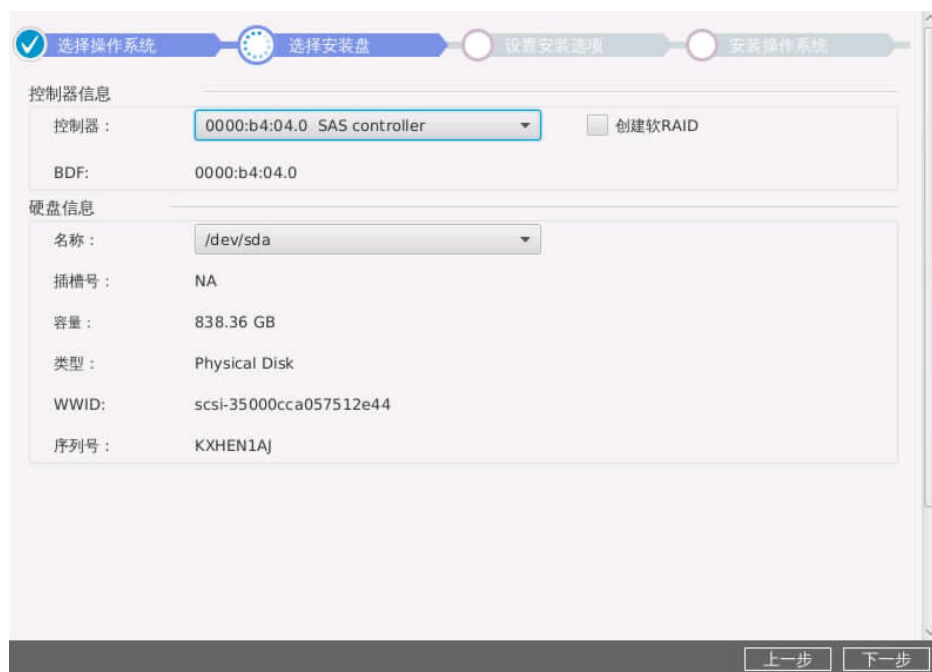 选择操作系统 选择安装盘 设置安装选项 安装操作系统
控制器信息
控制器： 0000:b4:04.0 SAS controller 创建软RAID
BDF: 0000:b4:04.0
硬盘信息
名称： /dev/sda
插槽号： NA
容量： 838.36 GB
类型： Physical Disk
WWID: scsi-35000cca057512e44
序列号： KXHEN1AJ
上一步 下一步